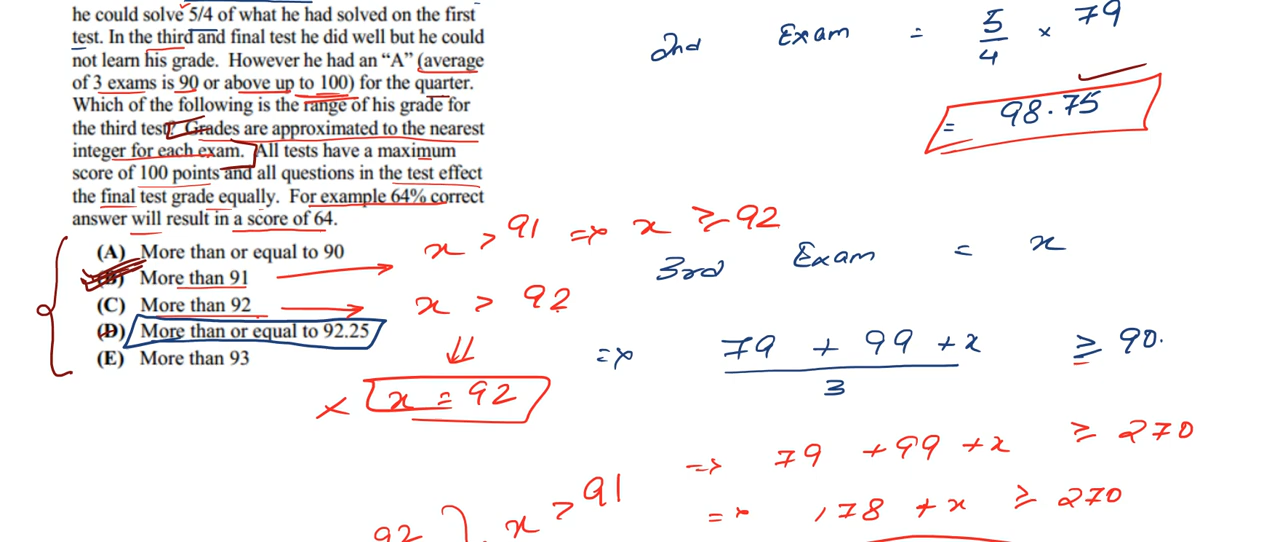 he could solve 5/4 of what he had solved on the first
test. In the third and final test he did well but he could
not learn his grade. However he had an “A” (average
of 3 exams is 90 or above up to 100) for the quarter.
Which of the following is the range of his grade for
the third test? Grades are approximated to the nearest
integer for each exam. All tests have a maximum
score of 100 points and all questions in the test effect
the final test grade equally. For example 64% correct
answer will result in a score of 64.
(A) More than or equal to 90
(B) More than 91
(C) More than 92
(D) More than or equal to 92.25
(E) More than 93
2nd Exam = 5/4 × 79
= 98.75
x > 91 => x ≥ 92
3rd Exam = x
x > 92
⇓
× x = 92
=> 79 + 99 + x / 3 ≥ 90.
=> 79 + 99 + x ≥ 270
=> 178 + x ≥ 270
92 } x > 91